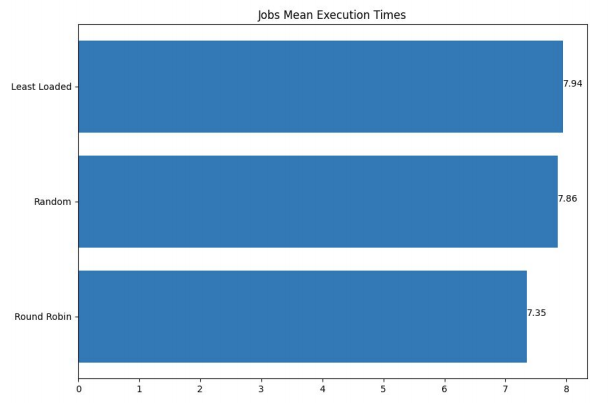 Jobs Mean Execution Times
Least Loaded
7.94
Random
7.86
Round Robin
7.35
0 1 2 3 4 5 6 7 8